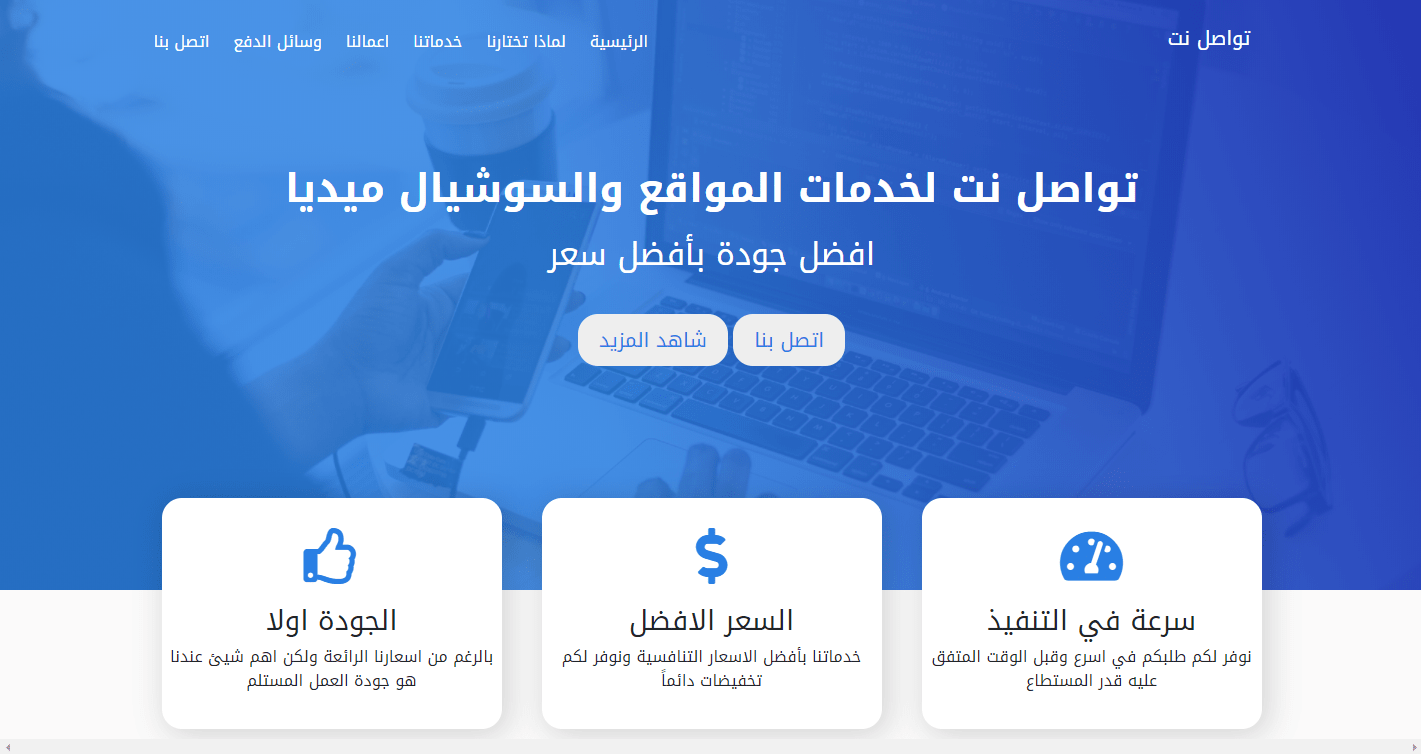 تواصل نت
الرئيسية
لماذا تختارنا
خدماتنا
اعمالنا
وسائل الدفع
اتصل بنا
تواصل نت لخدمات المواقع والسوشيال ميديا
افضل جودة بأفضل سعر
اتصل بنا
شاهد المزيد
سرعة في التنفيذ
نوفر لكم طلبكم في اسرع وقبل الوقت المتفق
عليه قدر المستطاع
السعر الافضل
خدماتنا بأفضل الاسعار التنافسية ونوفر لكم
تخفيضات دائماً
الجودة اولا
بالرغم من اسعارنا الرائعة ولكن اهم شيئ عندنا
هو جودة العمل المستلم